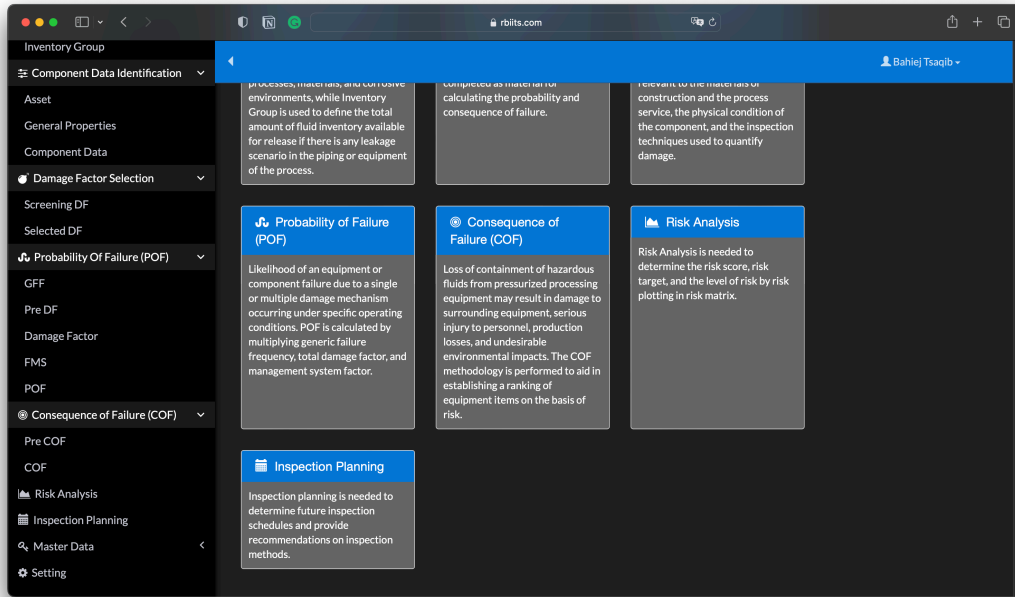 rbiits.com
Inventory Group
Component Data Identification
Asset
General Properties
Component Data
Damage Factor Selection
Screening DF
Selected DF
Probability Of Failure (POF)
GFF
Pre DF
Damage Factor
FMS
POF
Consequence of Failure (COF)
Pre COF
COF
Risk Analysis
Inspection Planning
Master Data
Setting
Bahiej Tsaqib
processes, materials, and corrosive
environments, while Inventory
Group is used to define the total
amount of fluid inventory available
for release if there is any leakage
scenario in the piping or equipment
of the process.
completed as material for
calculating the probability and
consequence of failure.
relevant to the materials of
construction and the process
service, the physical condition of
the component, and the inspection
techniques used to quantify
damage.
Probability of Failure
(POF)
Likelihood of an equipment or
component failure due to a single
or multiple damage mechanism
occurring under specific operating
conditions. POF is calculated by
multiplying generic failure
frequency, total damage factor, and
management system factor.
Consequence of
Failure (COF)
Loss of containment of hazardous
fluids from pressurized processing
equipment may result in damage to
surrounding equipment, serious
injury to personnel, production
losses, and undesirable
environmental impacts. The COF
methodology is performed to aid in
establishing a ranking of
equipment items on the basis of
risk.
Risk Analysis
Risk Analysis is needed to
determine the risk score, risk
target, and the level of risk by risk
plotting in risk matrix.
Inspection Planning
Inspection planning is needed to
determine future inspection
schedules and provide
recommendations on inspection
methods.